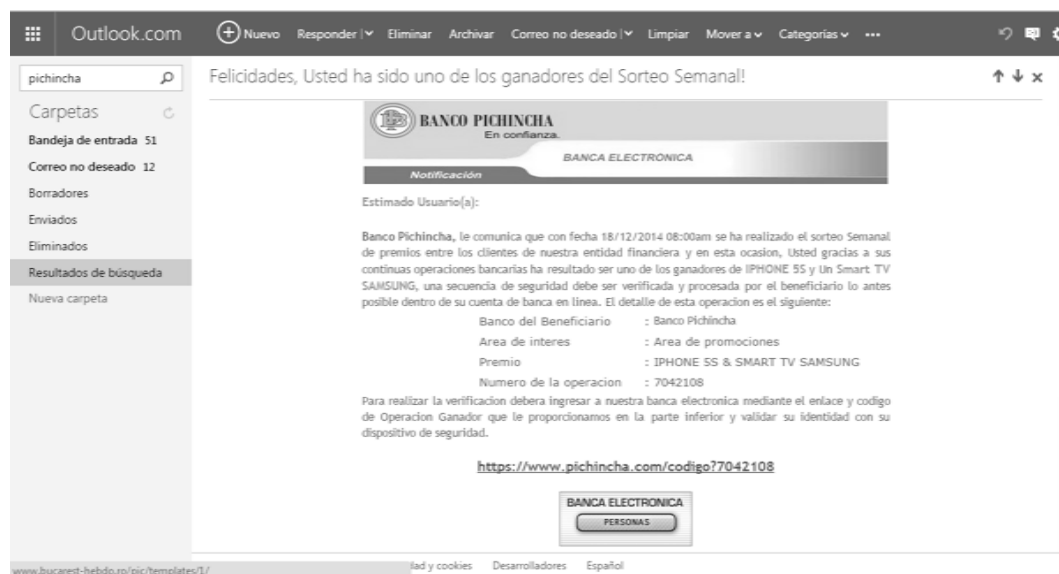 Outlook.com
Nuevo Responder Eliminar Archivar Correo no deseado Limpiar Mover a Categorías ...
pichincha
Felicidades, Usted ha sido uno de los ganadores del Sorteo Semanal!
Carpetas
Bandeja de entrada 51
Correo no deseado 12
Borradores
Enviados
Eliminados
Resultados de búsqueda
Nueva carpeta
BANCO PICHINCHA
En confianza.
BANCA ELECTRONICA
Notificación
Estimado Usuario(a):
Banco Pichincha, le comunica que con fecha 18/12/2014 08:00am se ha realizado el sorteo Semanal
de premios entre los clientes de nuestra entidad financiera y en esta ocasion, Usted gracias a sus
continuas operaciones bancarias ha resultado ser uno de los ganadores de IPHONE 5S y Un Smart TV
SAMSUNG, una secuencia de seguridad debe ser verificada y procesada por el beneficiario lo antes
posible dentro de su cuenta de banca en linea. El detalle de esta operacion es el siguiente:
Banco del Beneficiario : Banco Pichincha
Area de interes : Area de promociones
Premio : IPHONE 5S & SMART TV SAMSUNG
Numero de la operacion : 7042108
Para realizar la verificacion debera ingresar a nuestra banca electronica mediante el enlace y codigo
de Operacion Ganador que le proporcionamos en la parte inferior y validar su identidad con su
dispositivo de seguridad.
https://www.pichincha.com/codigo?7042108
BANCA ELECTRONICA
PERSONAS
www.bucarest-hebdo.ro/pic/templates/1/ dad y cookies Desarrolladores Español